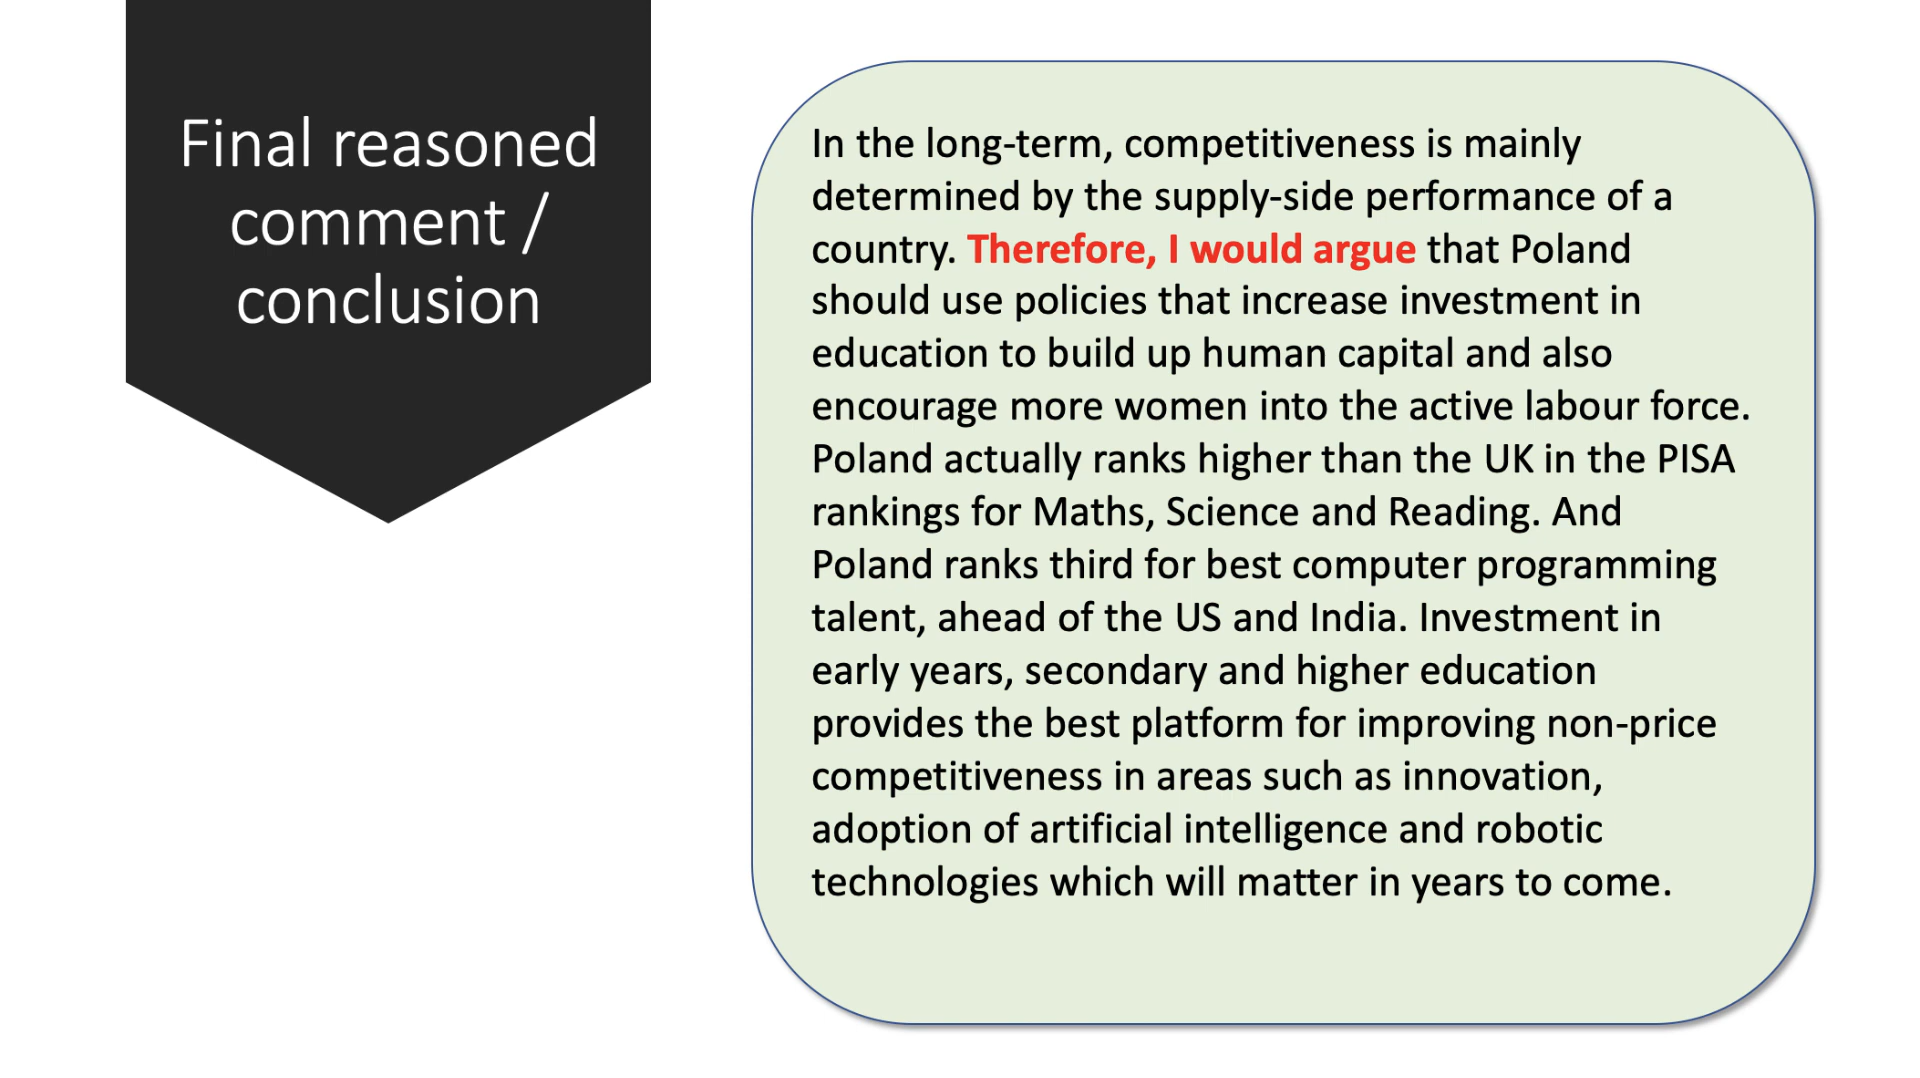 Final reasoned
comment /
conclusion
In the long-term, competitiveness is mainly
determined by the supply-side performance of a
country. Therefore, I would argue that Poland
should use policies that increase investment in
education to build up human capital and also
encourage more women into the active labour force.
Poland actually ranks higher than the UK in the PISA
rankings for Maths, Science and Reading. And
Poland ranks third for best computer programming
talent, ahead of the US and India. Investment in
early years, secondary and higher education
provides the best platform for improving non-price
competitiveness in areas such as innovation,
adoption of artificial intelligence and robotic
technologies which will matter in years to come.